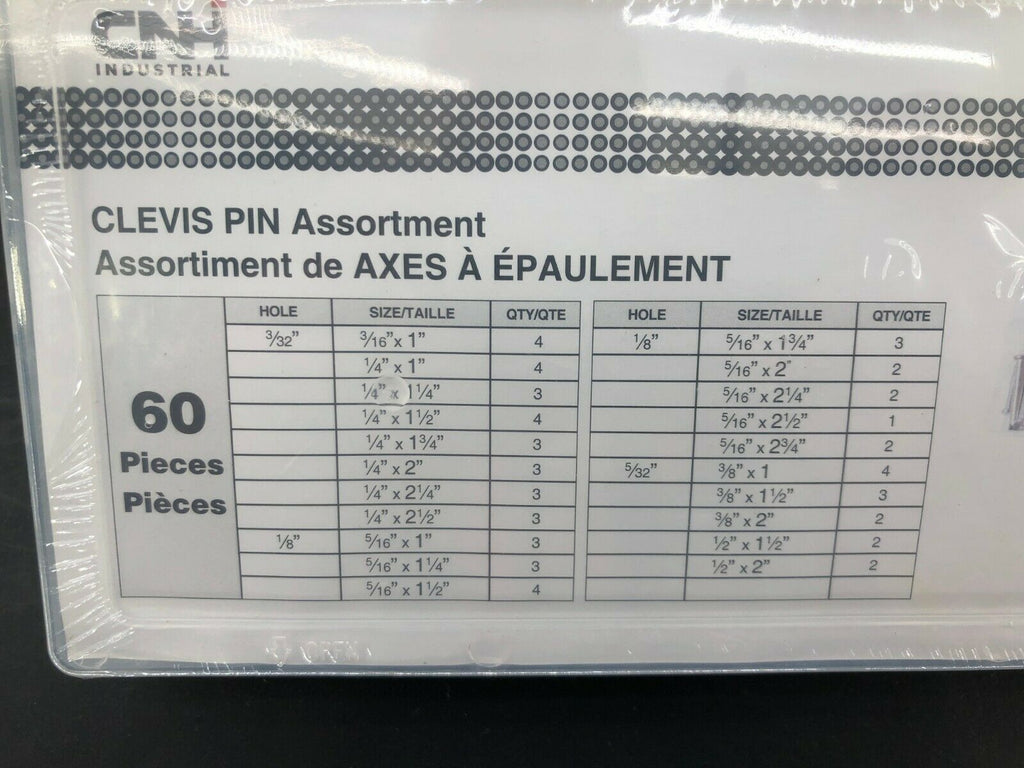 CNH
INDUSTRIAL
CLEVIS PIN Assortment
Assortiment de AXES À ÉPAULEMENT
60
Pieces
Pièces
HOLE SIZE/TAILLE QTY/QTE
3/32" 3/16"x 1" 4
1/4" x 1" 4
1/4" x 1 1/4" 3
1/4" x 1 1/2" 4
1/4" x 1 3/4" 3
1/4" x 2" 3
1/4" x 2 1/4" 3
1/4" x 2 1/2" 3
1/8" 5/16" x 1" 3
5/16" x 1 1/4" 3
5/16" x 1 1/2" 4
HOLE SIZE/TAILLE QTY/QTE
1/8" 5/16" x 1 3/4" 3
5/16" x 2" 2
5/16" x 2 1/4" 2
5/16" x 2 1/2" 1
5/16" x 2 3/4" 2
5/32" 3/8" x 1 4
3/8" x 1 1/2" 3
3/8" x 2" 2
1/2" x 1 1/2" 2
1/2" x 2" 2
OPEN